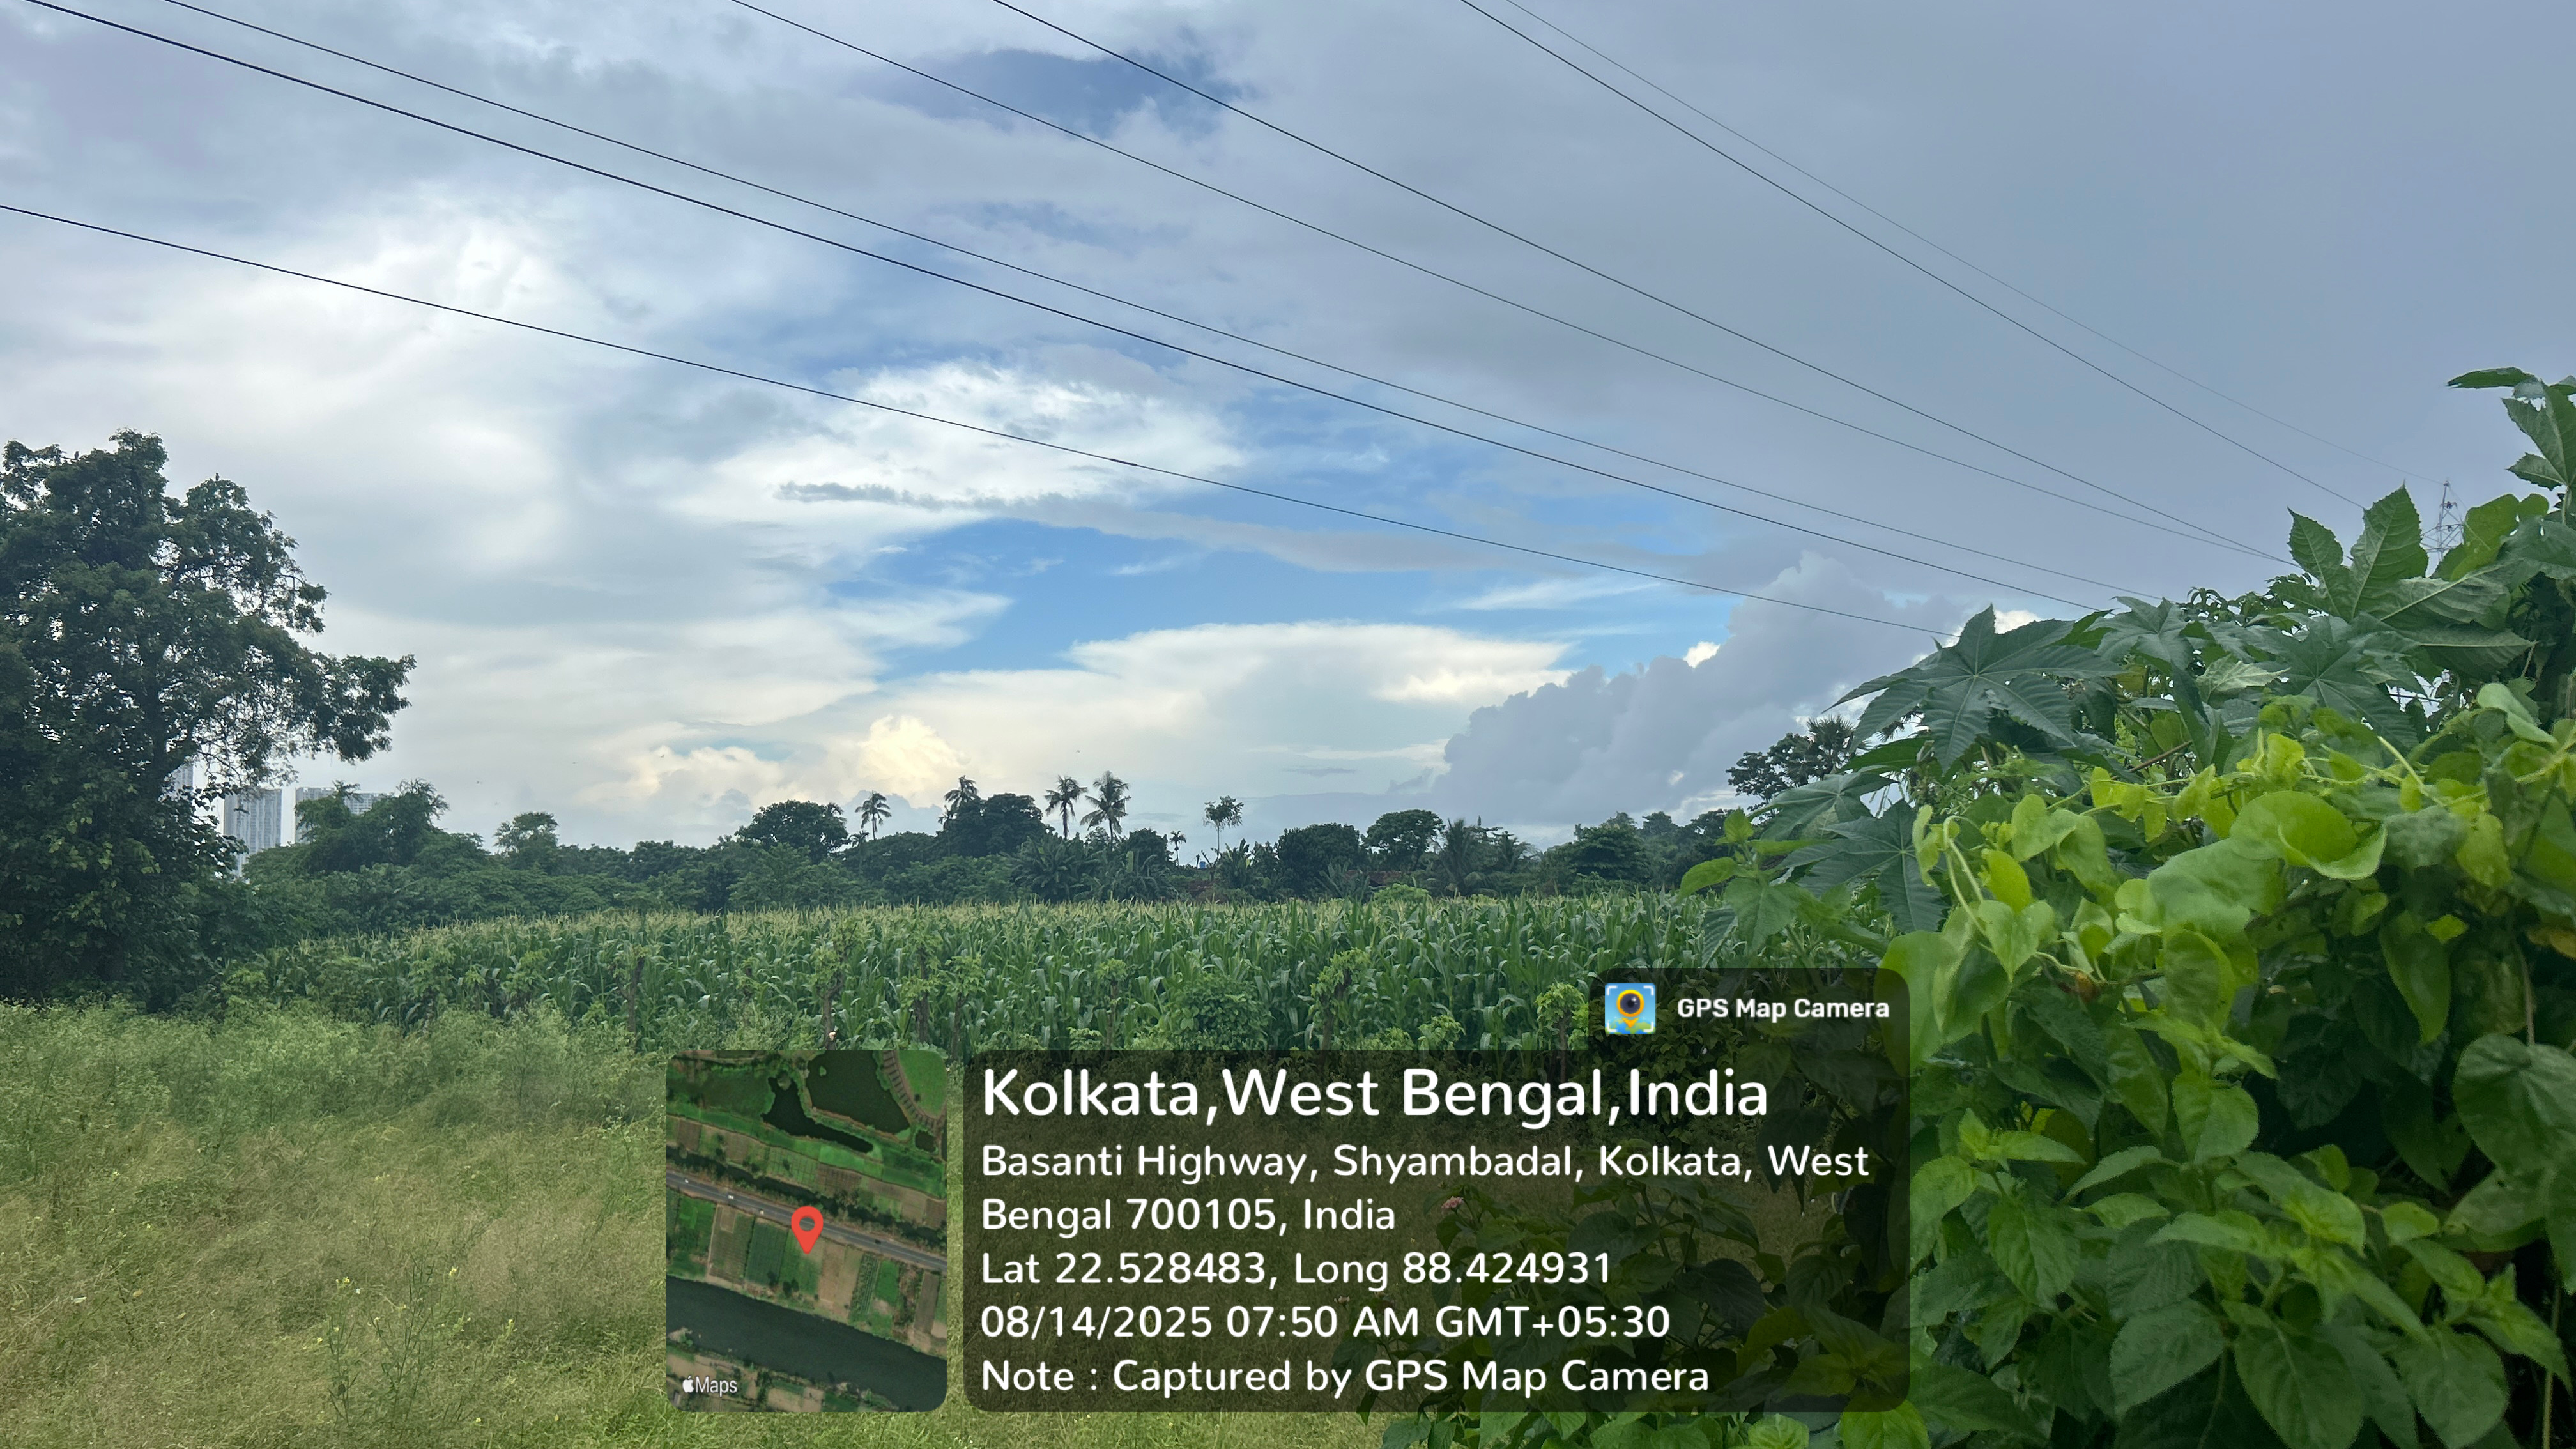 GPS Map Camera
Kolkata,West Bengal,India
Basanti Highway, Shyambadal, Kolkata, West
Bengal 700105, India
Lat 22.528483, Long 88.424931
08/14/2025 07:50 AM GMT+05:30
Note : Captured by GPS Map Camera
Maps